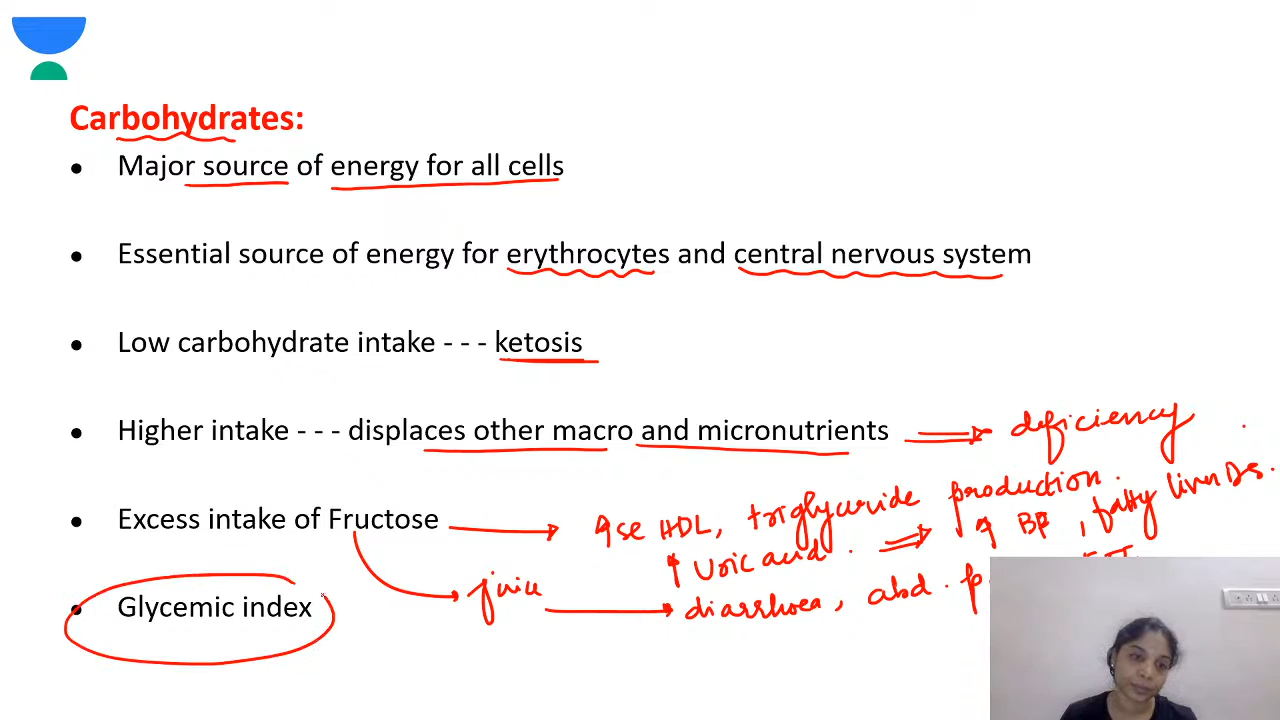 Carbohydrates:
• Major source of energy for all cells
• Essential source of energy for erythrocytes and central nervous system
• Low carbohydrate intake - - - ketosis
• Higher intake - - - displaces other macro and micronutrients ⟹ deficiency
• Excess intake of Fructose → ↑se HDL, triglyceride production.
↑ Uric acid. ⟹ ↑ BP, fatty liver Ds.
juice → diarrhoea, abd.
• Glycemic index